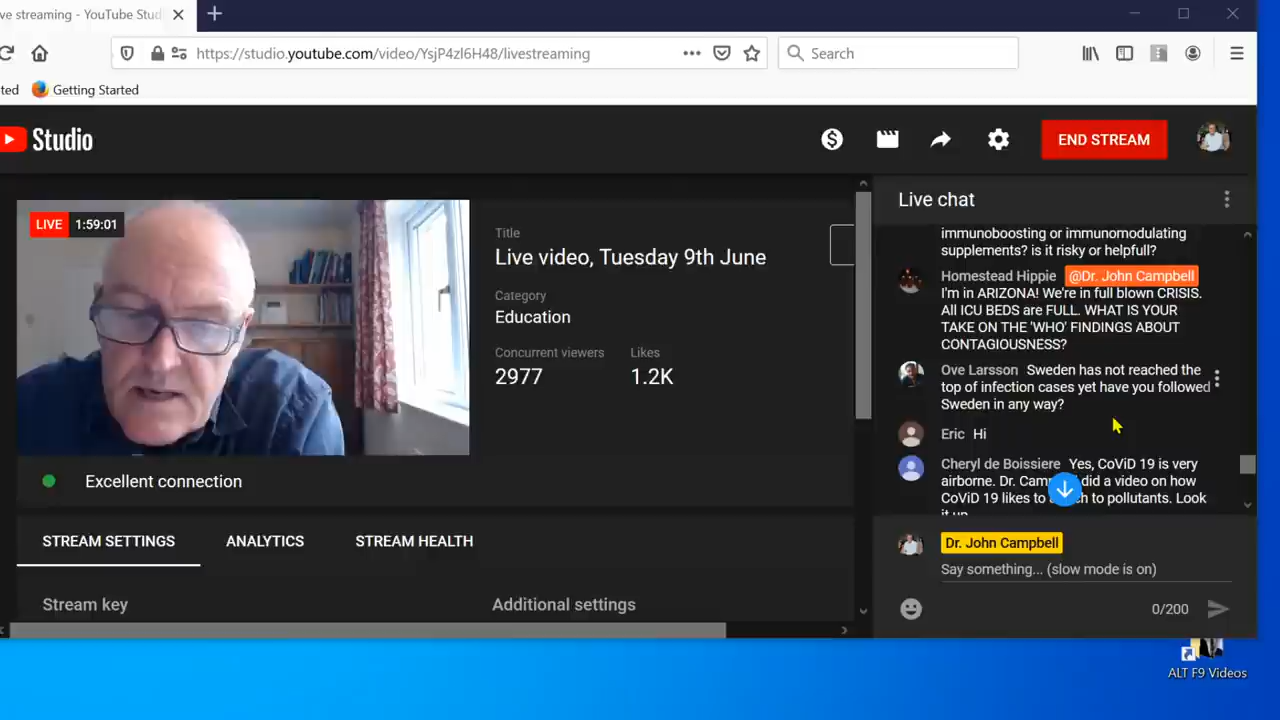 ve streaming - YouTube Stud
https://studio.youtube.com/video/YsjP4zl6H48/livestreaming
Search
ted
Getting Started
Studio
END STREAM
LIVE 1:59:01
Title
Live video, Tuesday 9th June
Category
Education
Concurrent viewers
Likes
2977
1.2K
Excellent connection
STREAM SETTINGS
ANALYTICS
STREAM HEALTH
Stream key
Additional settings
Live chat
immunoboosting or immunomodulating
supplements? is it risky or helpfull?
Homestead Hippie @Dr. John Campbell
I'm in ARIZONA! We're in full blown CRISIS.
All ICU BEDS are FULL. WHAT IS YOUR
TAKE ON THE 'WHO' FINDINGS ABOUT
CONTAGIOUSNESS?
Ove Larsson Sweden has not reached the
top of infection cases yet have you followed
Sweden in any way?
Eric Hi
Cheryl de Boissiere Yes, CoViD 19 is very
airborne. Dr. Cam did a video on how
CoViD 19 likes to ch to pollutants. Look
it up
Dr. John Campbell
Say something... (slow mode is on)
0/200
ALT F9 Videos